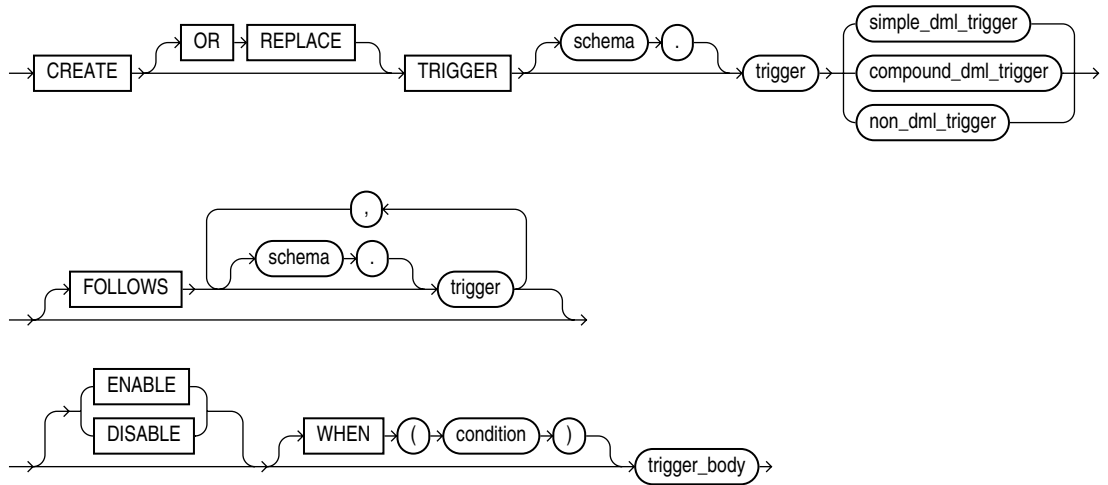 OR REPLACE schema . simple_dml_trigger
CREATE TRIGGER trigger compound_dml_trigger
non_dml_trigger
,
schema .
FOLLOWS trigger
ENABLE
DISABLE WHEN ( condition )
trigger_body